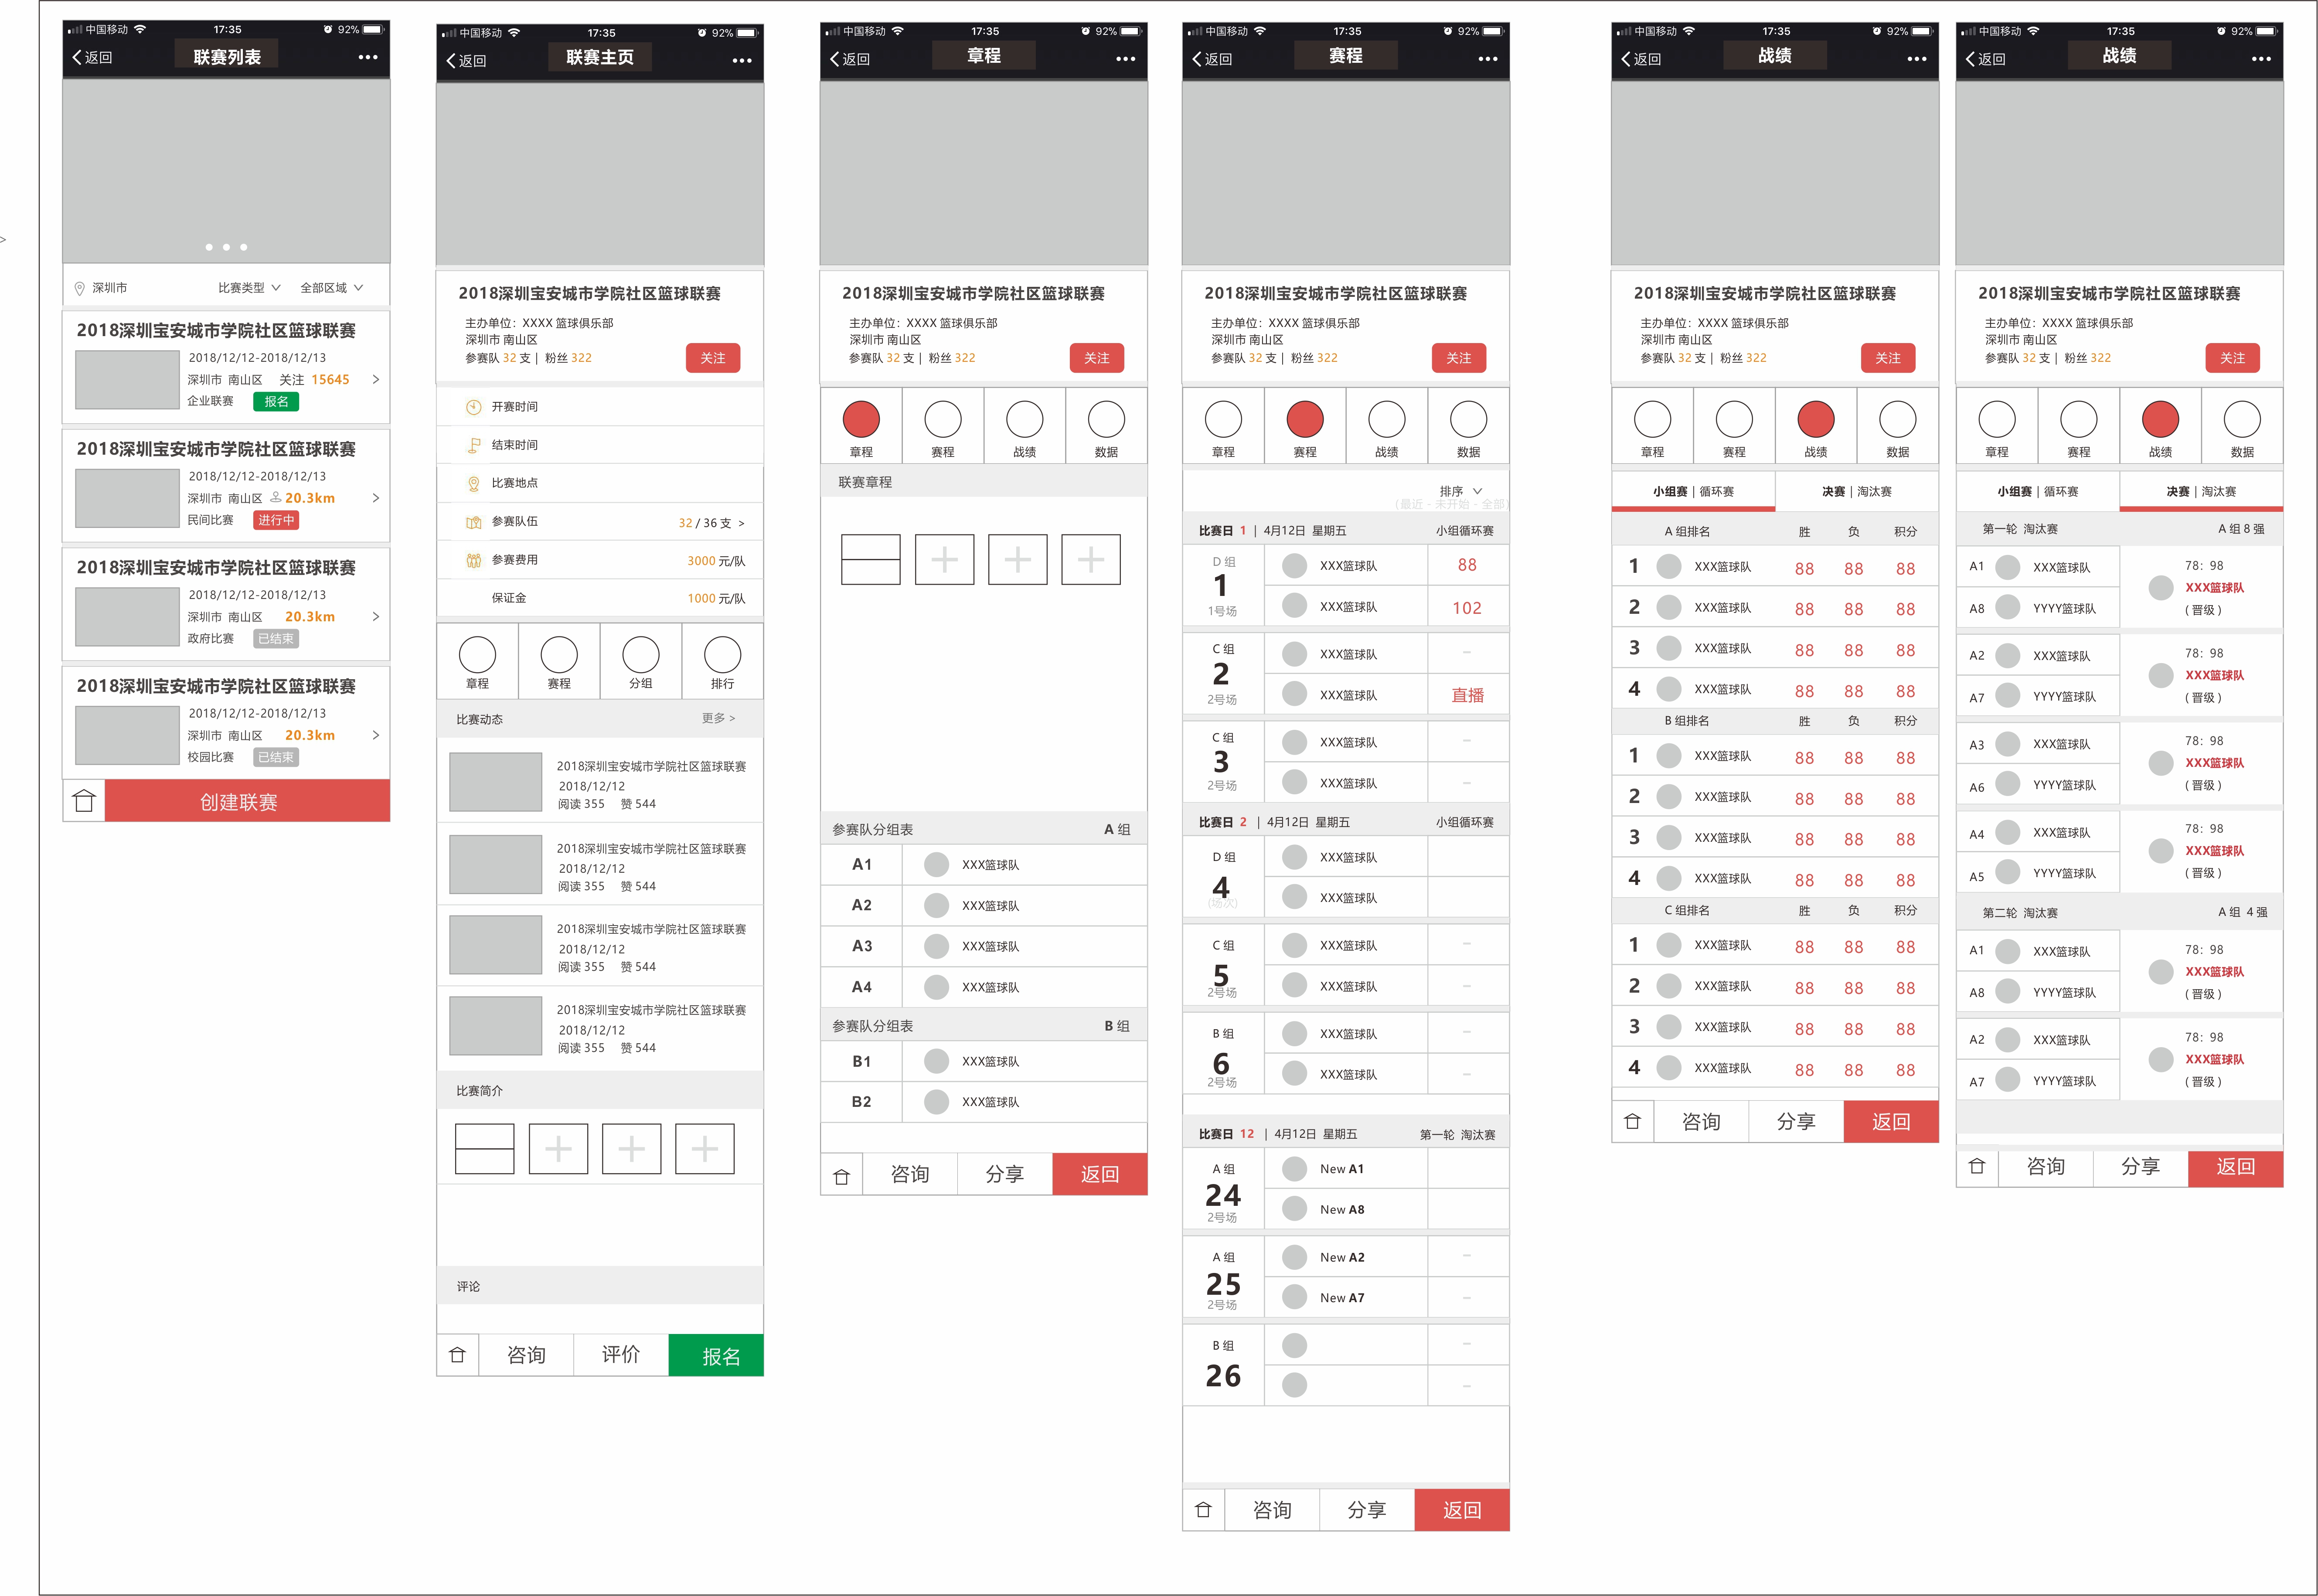 >
中国移动 17:35 92%
返回 联赛列表
深圳市 比赛类型 全部区域
2018深圳宝安城市学院社区篮球联赛
2018/12/12-2018/12/13
深圳市 南山区 关注 15645 >
企业联赛 报名
2018深圳宝安城市学院社区篮球联赛
2018/12/12-2018/12/13
深圳市 南山区 20.3km >
民间比赛 进行中
2018深圳宝安城市学院社区篮球联赛
2018/12/12-2018/12/13
深圳市 南山区 20.3km >
政府比赛 已结束
2018深圳宝安城市学院社区篮球联赛
2018/12/12-2018/12/13
深圳市 南山区 20.3km >
校园比赛 已结束
创建联赛
中国移动 17:35 92%
返回 联赛主页
2018深圳宝安城市学院社区篮球联赛
主办单位：XXXX 篮球俱乐部
深圳市 南山区
参赛队 32 支 | 粉丝 322 关注
开赛时间
结束时间
比赛地点
参赛队伍 32 / 36 支 >
参赛费用 3000 元/队
保证金 1000 元/队
章程 赛程 分组 排行
比赛动态 更多 >
2018深圳宝安城市学院社区篮球联赛
2018/12/12
阅读 355 赞 544
2018深圳宝安城市学院社区篮球联赛
2018/12/12
阅读 355 赞 544
2018深圳宝安城市学院社区篮球联赛
2018/12/12
阅读 355 赞 544
2018深圳宝安城市学院社区篮球联赛
2018/12/12
阅读 355 赞 544
比赛简介
评论
咨询 评价 报名
中国移动 17:35 92%
返回 章程
2018深圳宝安城市学院社区篮球联赛
主办单位：XXXX 篮球俱乐部
深圳市 南山区
参赛队 32 支 | 粉丝 322 关注
章程 赛程 战绩 数据
联赛章程
参赛队分组表 A 组
A1 XXX篮球队
A2 XXX篮球队
A3 XXX篮球队
A4 XXX篮球队
参赛队分组表 B 组
B1 XXX篮球队
B2 XXX篮球队
咨询 分享 返回
中国移动 17:35 92%
返回 赛程
2018深圳宝安城市学院社区篮球联赛
主办单位：XXXX 篮球俱乐部
深圳市 南山区
参赛队 32 支 | 粉丝 322 关注
章程 赛程 战绩 数据
排序
（最近 - 未开始 - 全部）
比赛日 1 | 4月12日 星期五 小组循环赛
D 组
1
1号场
XXX篮球队 88
XXX篮球队 102
C 组
2
2号场
XXX篮球队 –
XXX篮球队 直播
C 组
3
2号场
XXX篮球队 –
XXX篮球队 –
比赛日 2 | 4月12日 星期五 小组循环赛
D 组
4
(场次)
XXX篮球队
XXX篮球队
C 组
5
2号场
XXX篮球队 –
XXX篮球队 –
B 组
6
2号场
XXX篮球队 –
XXX篮球队 –
比赛日 12 | 4月12日 星期五 第一轮 淘汰赛
A 组
24
2号场
New A1
New A8
A 组
25
2号场
New A2 –
New A7 –
B 组
26
–
–
咨询 分享 返回
中国移动 17:35 92%
返回 战绩
2018深圳宝安城市学院社区篮球联赛
主办单位：XXXX 篮球俱乐部
深圳市 南山区
参赛队 32 支 | 粉丝 322 关注
章程 赛程 战绩 数据
小组赛 | 循环赛 决赛 | 淘汰赛
A 组排名 胜 负 积分
1 XXX篮球队 88 88 88
2 XXX篮球队 88 88 88
3 XXX篮球队 88 88 88
4 XXX篮球队 88 88 88
B 组排名 胜 负 积分
1 XXX篮球队 88 88 88
2 XXX篮球队 88 88 88
3 XXX篮球队 88 88 88
4 XXX篮球队 88 88 88
C 组排名 胜 负 积分
1 XXX篮球队 88 88 88
2 XXX篮球队 88 88 88
3 XXX篮球队 88 88 88
4 XXX篮球队 88 88 88
咨询 分享 返回
中国移动 17:35 92%
返回 战绩
2018深圳宝安城市学院社区篮球联赛
主办单位：XXXX 篮球俱乐部
深圳市 南山区
参赛队 32 支 | 粉丝 322 关注
章程 赛程 战绩 数据
小组赛 | 循环赛 决赛 | 淘汰赛
第一轮 淘汰赛 A 组 8 强
A1 XXX篮球队
A8 YYYY篮球队
78：98
XXX篮球队
（晋级）
A2 XXX篮球队
A7 YYYY篮球队
78：98
XXX篮球队
（晋级）
A3 XXX篮球队
A6 YYYY篮球队
78：98
XXX篮球队
（晋级）
A4 XXX篮球队
A5 YYYY篮球队
78：98
XXX篮球队
（晋级）
第二轮 淘汰赛 A 组 4 强
A1 XXX篮球队
A8 YYYY篮球队
78：98
XXX篮球队
（晋级）
A2 XXX篮球队
A7 YYYY篮球队
78：98
XXX篮球队
（晋级）
咨询 分享 返回